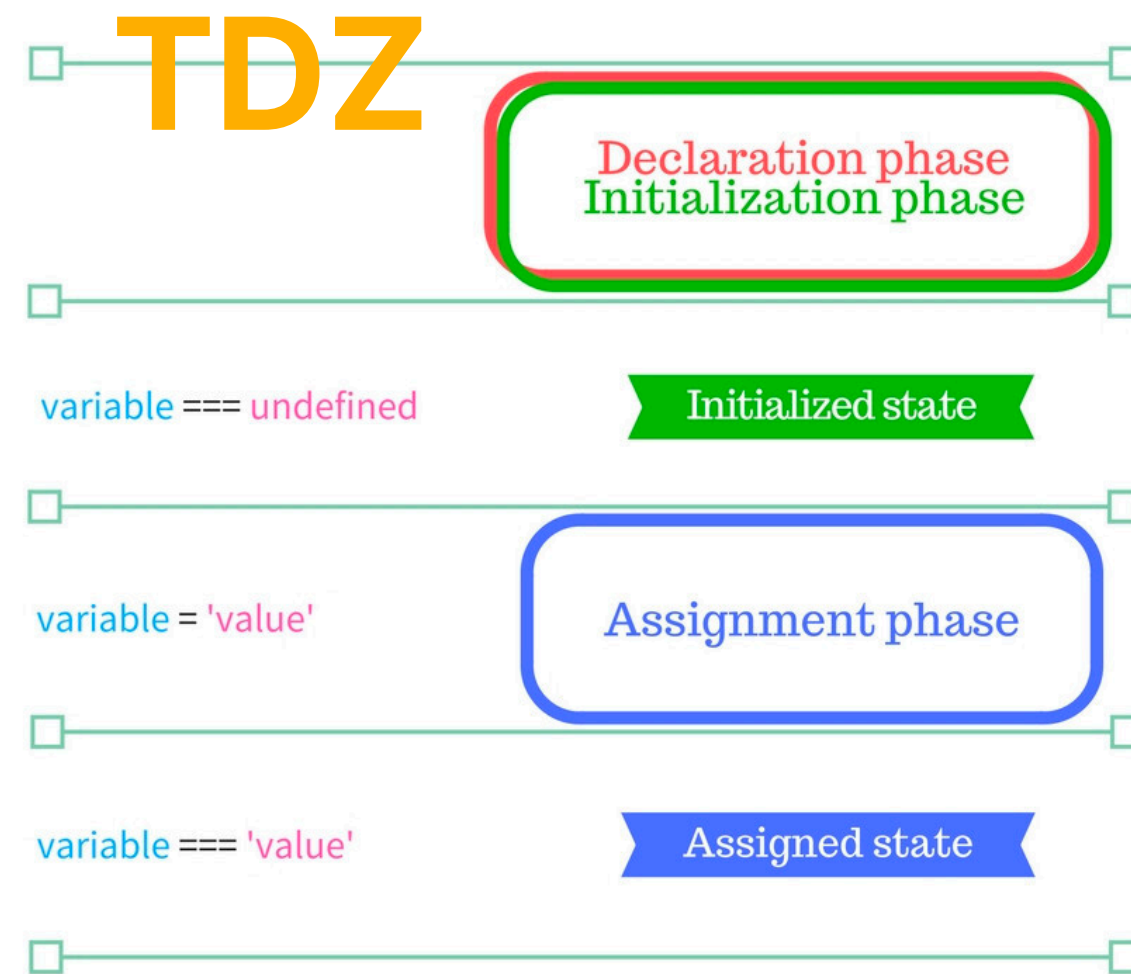 TDZ
Declaration phase
Initialization phase
variable === undefined
Initialized state
variable = 'value'
Assignment phase
variable === 'value'
Assigned state